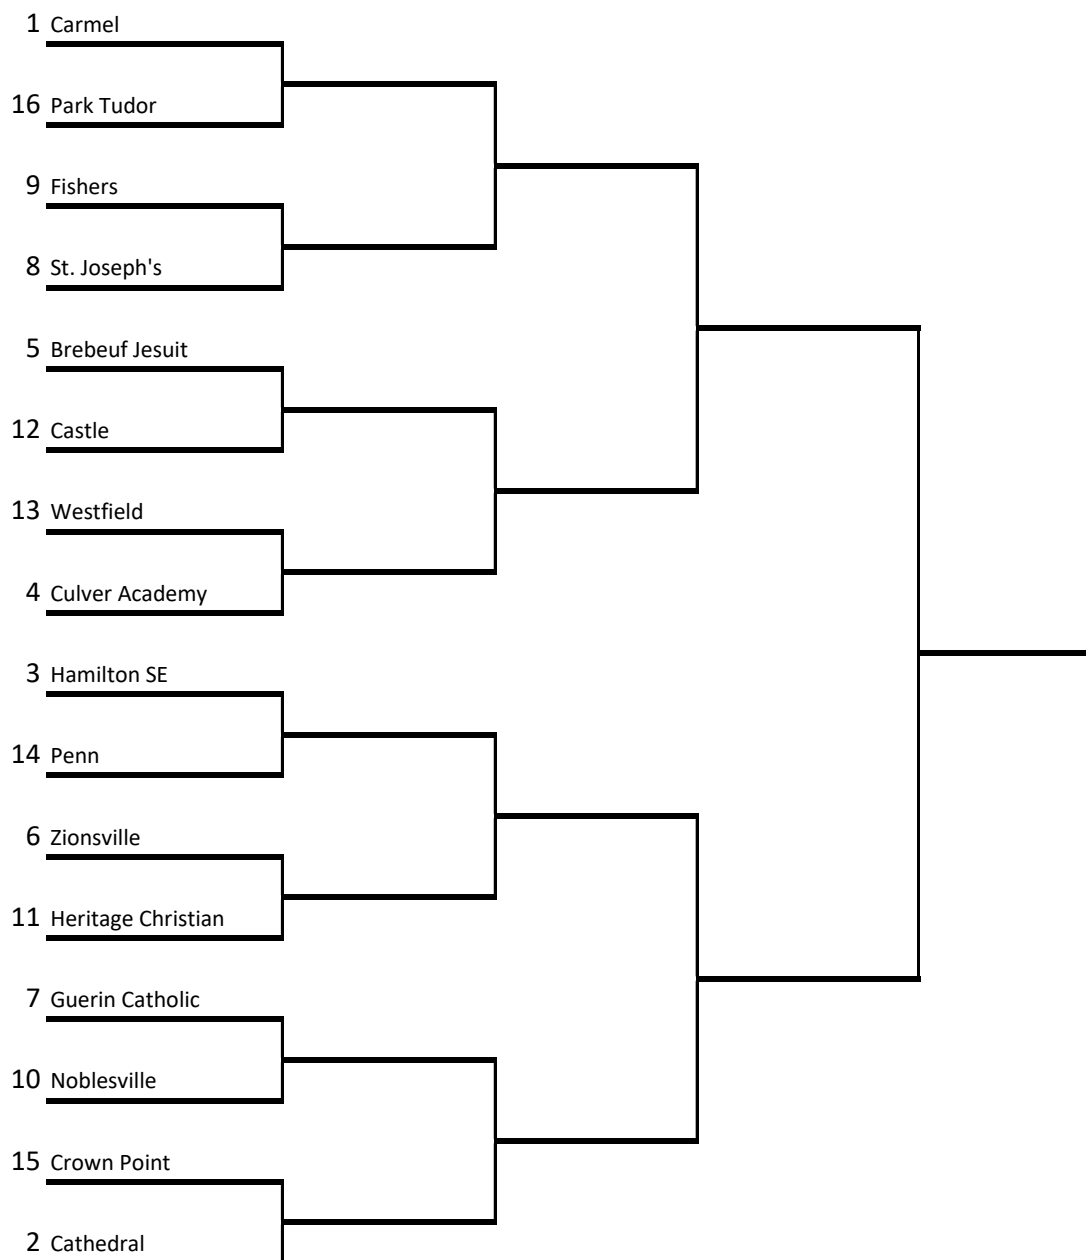 1 Carmel
16 Park Tudor
9 Fishers
8 St. Joseph's
5 Brebeuf Jesuit
12 Castle
13 Westfield
4 Culver Academy
3 Hamilton SE
14 Penn
6 Zionsville
11 Heritage Christian
7 Guerin Catholic
10 Noblesville
15 Crown Point
2 Cathedral